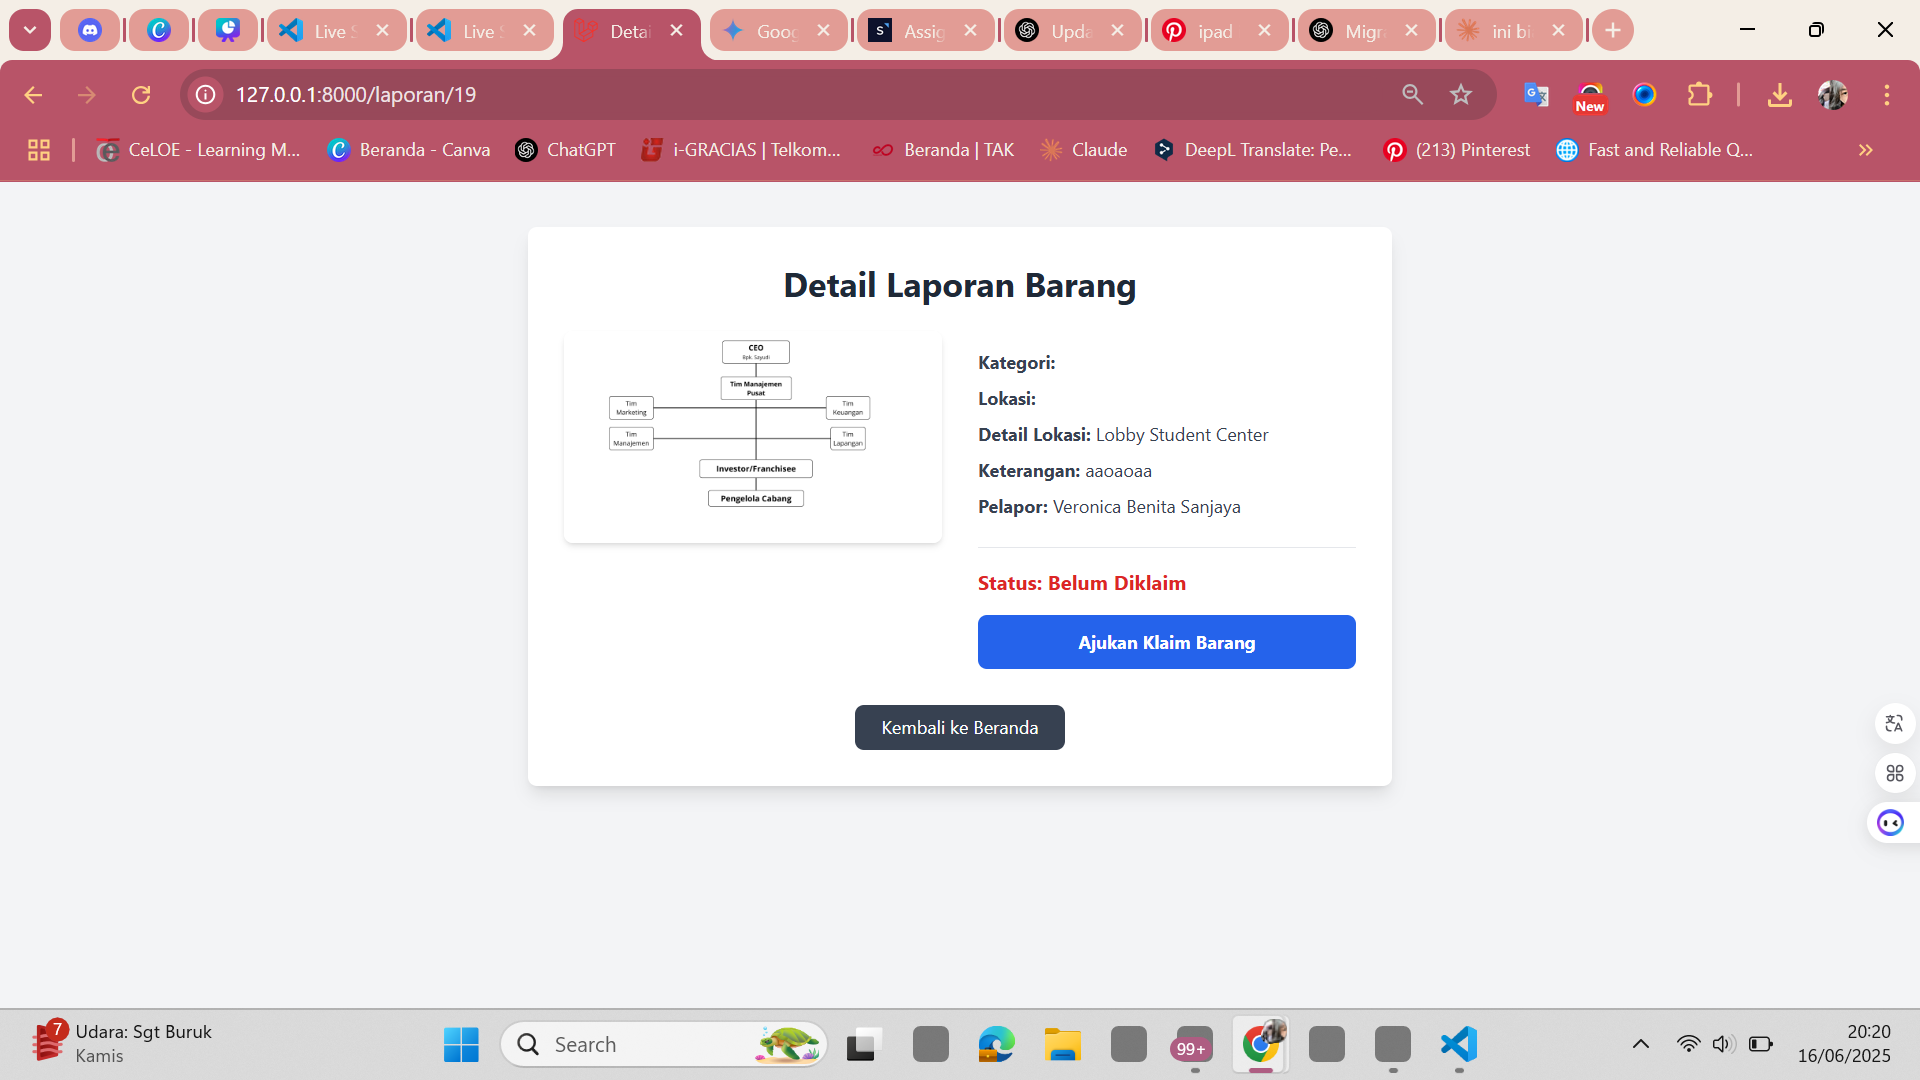 Live
Live
Detai
Goog
Assig
Upda
ipad
Migr
ini bi
127.0.0.1:8000/laporan/19
New
CeLOE - Learning M...
Beranda - Canva
ChatGPT
i-GRACIAS | Telkom...
Beranda | TAK
Claude
DeepL Translate: Pe...
(213) Pinterest
Fast and Reliable Q...
Detail Laporan Barang
CEO
Bpk. Sayudi
Tim Manajemen
Pusat
Tim
Marketing
Tim
Keuangan
Tim
Manajemen
Tim
Lapangan
Investor/Franchisee
Pengelola Cabang
Kategori:
Lokasi:
Detail Lokasi: Lobby Student Center
Keterangan: aaoaoaa
Pelapor: Veronica Benita Sanjaya
Status: Belum Diklaim
Ajukan Klaim Barang
Kembali ke Beranda
7
Udara: Sgt Buruk
Kamis
Search
99+
20:20
16/06/2025